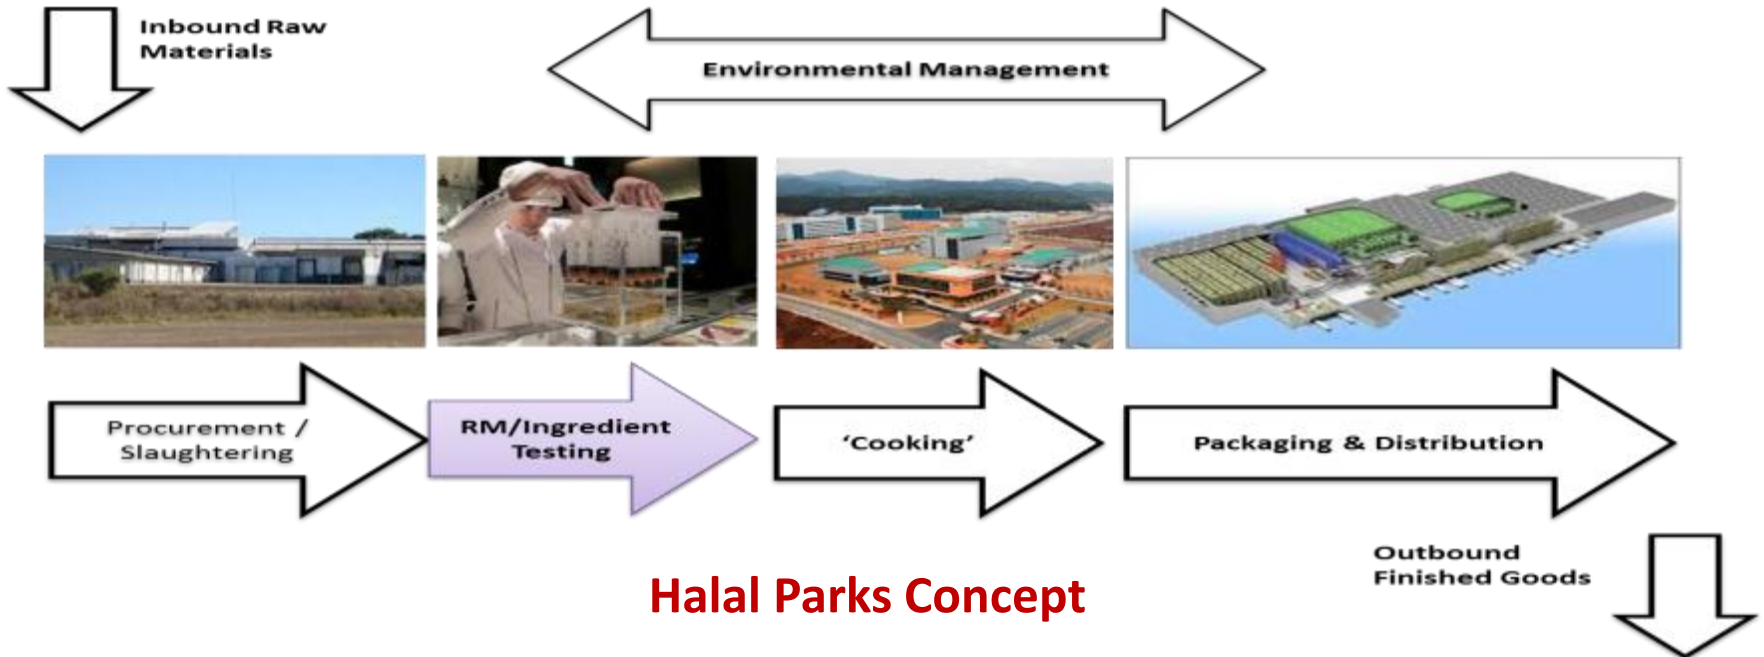 Inbound Raw
Materials
Environmental Management
Procurement /
Slaughtering
RM/Ingredient
Testing
‘Cooking’
Packaging & Distribution
Outbound
Finished Goods
Halal Parks Concept